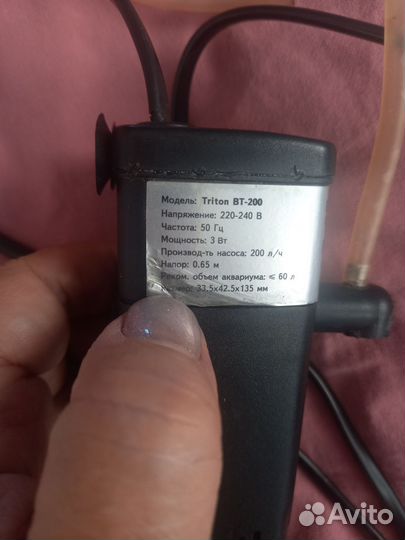 Модель: Triton BT-200
Напряжение: 220-240 В
Частота: 50 Гц
Мощность: 3 Вт
Производ-ть насоса: 200 л/ч
Напор: 0.65 м
Реком. объем аквариума: ≤ 60 л
33.5x42.5x135 мм
Avito